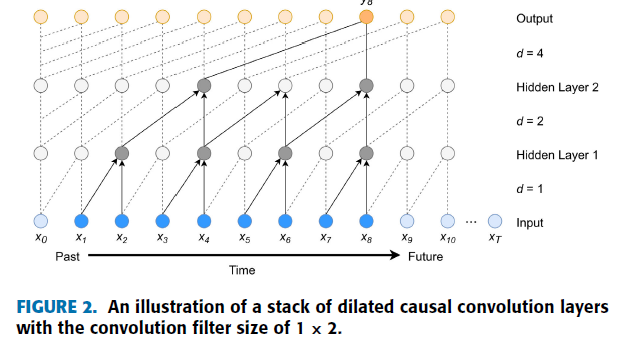 y8
Output
d = 4
Hidden Layer 2
d = 2
Hidden Layer 1
d = 1
Input
x0 x1 x2 x3 x4 x5 x6 x7 x8 x9 x10 ... xT
Past Future
Time
FIGURE 2. An illustration of a stack of dilated causal convolution layers
with the convolution filter size of 1 x 2.